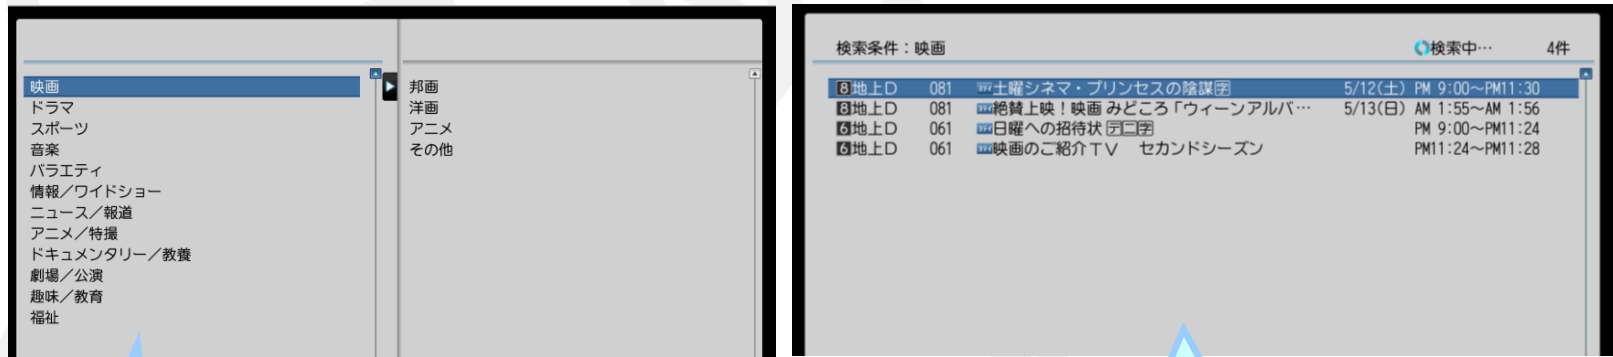 映画
ドラマ
スポーツ
音楽
バラエティ
情報／ワイドショー
ニュース／報道
アニメ／特撮
ドキュメンタリー／教養
劇場／公演
趣味／教育
福祉
邦画
洋画
アニメ
その他
検索条件：映画 検索中… 4件
8 地上D 081 土曜シネマ・プリンセスの陰謀字 5/12(土) PM 9:00～PM11:30
8 地上D 081 絶賛上映！映画 みどころ「ウィーンアルバ… 5/13(日) AM 1:55～AM 1:56
6 地上D 061 日曜への招待状 デ二字 PM 9:00～PM11:24
6 地上D 061 映画のご紹介TV セカンドシーズン PM11:24～PM11:28